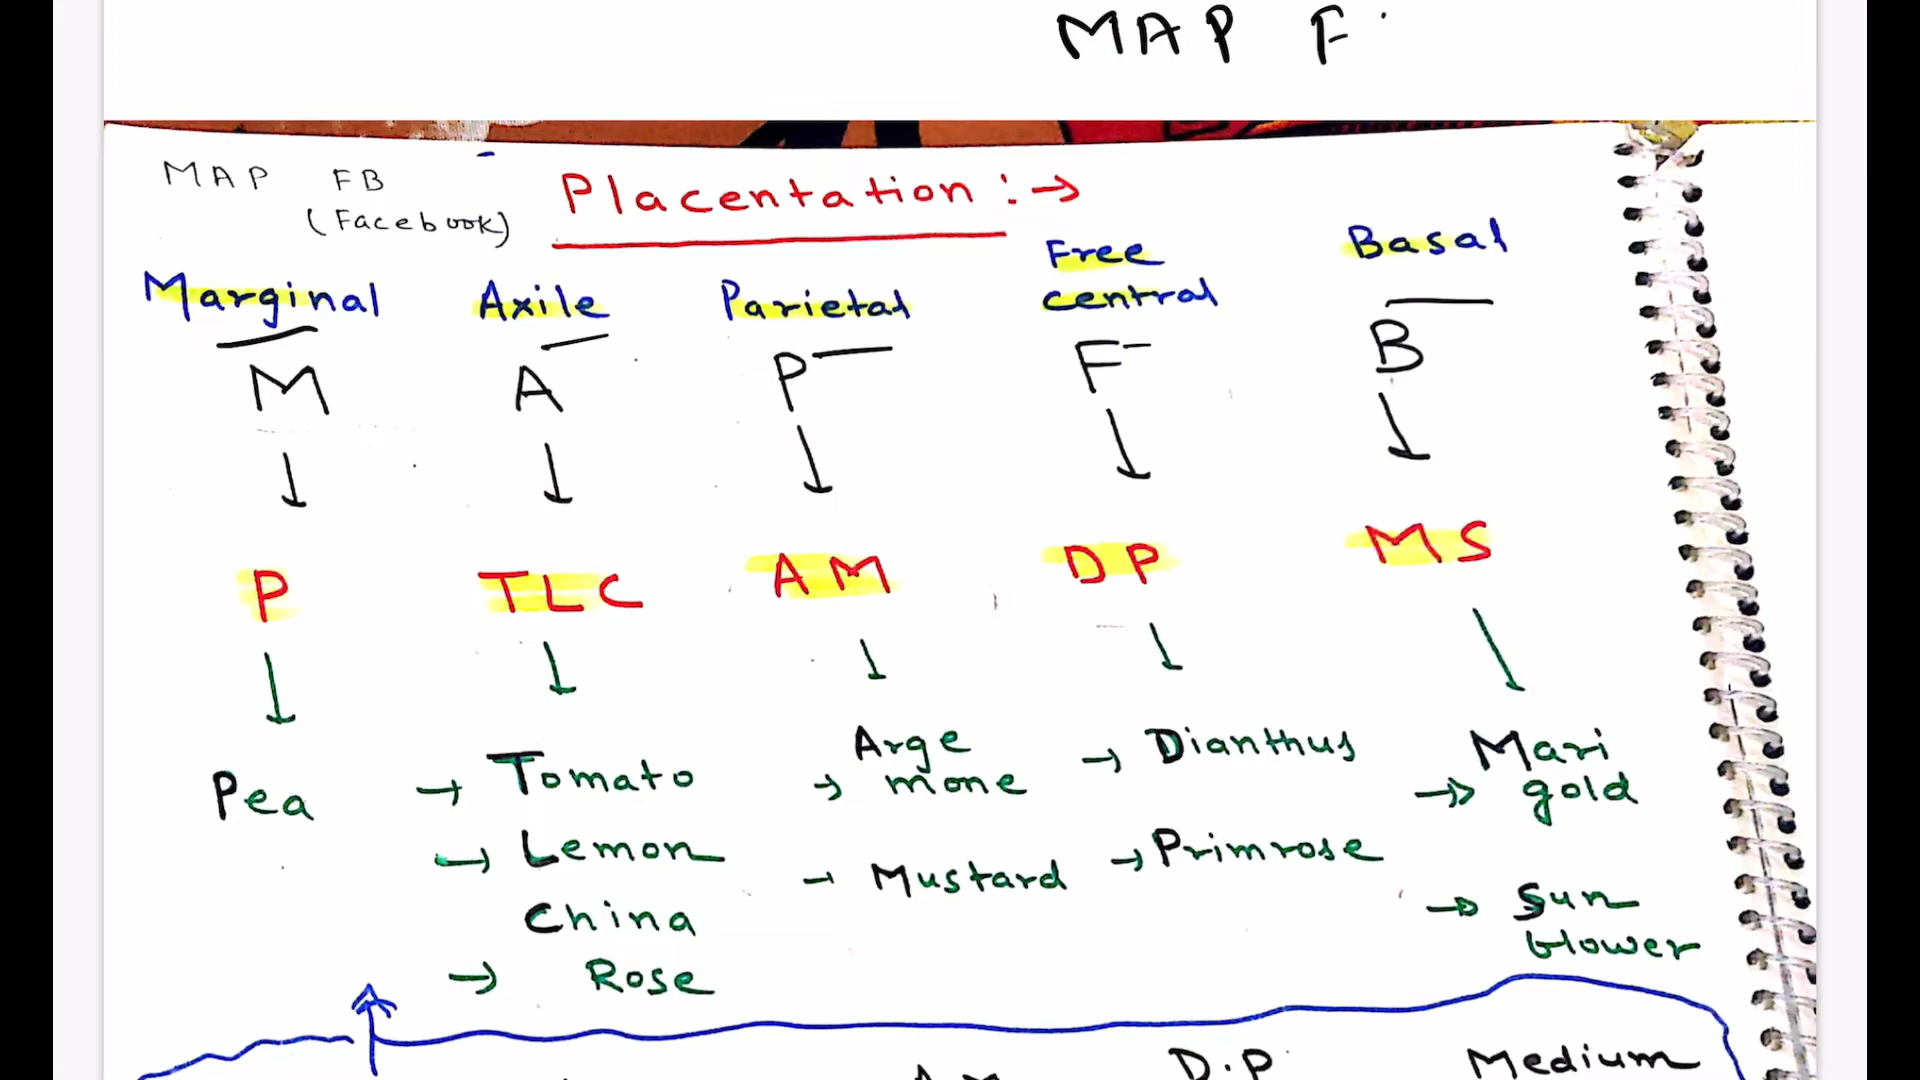 MAP F
MAP FB
(Facebook)
Placentation :→
Marginal Axile Parietal Free central Basal
M A P F B
↓ ↓ ↓ ↓ ↓
P TLC AM DP MS
↓ ↓ ↓ ↓ ↓
Pea
→ Tomato
→ Lemon
China
→ Rose
Arge
→ mone
→ Mustard
→ Dianthus
→ Primrose
Mari
→ gold
→ Sun
flower
D.P Medium